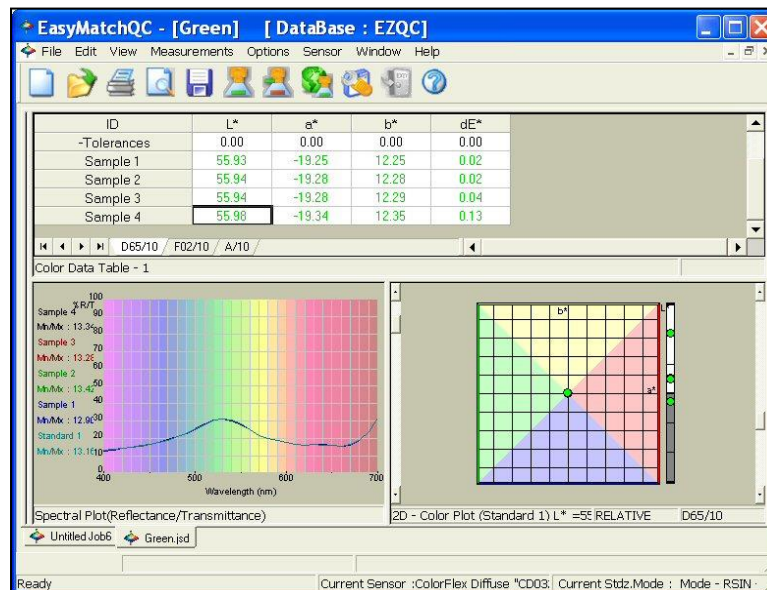 EasyMatchQC - [Green] [ DataBase : EZQC]
File Edit View Measurements Options Sensor Window Help
ID L* a* b* dE*
-Tolerances 0.00 0.00 0.00 0.00
Sample 1 55.93 -19.25 12.25 0.02
Sample 2 55.94 -19.28 12.28 0.02
Sample 3 55.94 -19.28 12.29 0.04
Sample 4 55.98 -19.34 12.35 0.13
D65/10 F02/10 A/10
Color Data Table - 1
%R/T
100
90
80
70
60
50
40
30
20
10
0
Sample 4
Mn/Mx : 13.34
Sample 3
Mn/Mx : 13.28
Sample 2
Mn/Mx : 13.42
Sample 1
Mn/Mx : 12.90
Standard 1
Mn/Mx : 13.15
400 500 600 700
Wavelength (nm)
b*
L*
a*
Spectral Plot(Reflectance/Transmittance)
2D - Color Plot (Standard 1) L* =55 RELATIVE D65/10
Untitled Job6 Green.jsd
Ready Current Sensor :ColorFlex Diffuse "CD03 Current Stdz.Mode : Mode - RSIN -